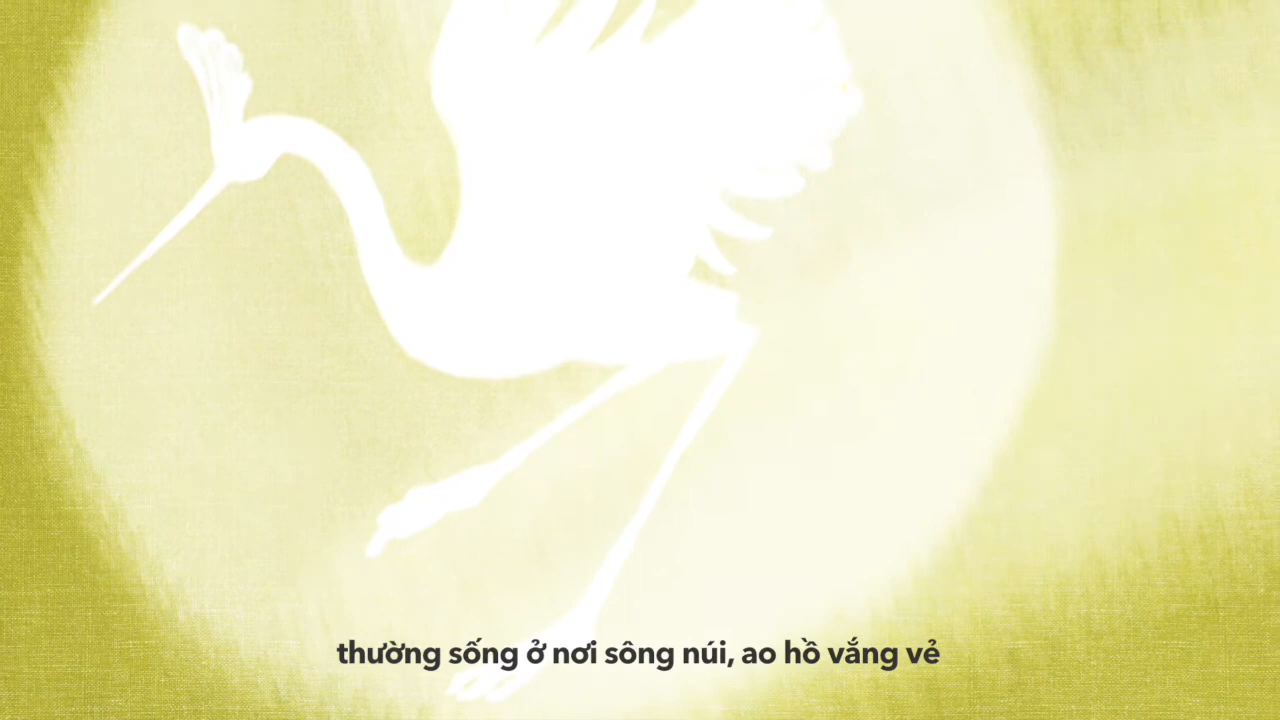 thường sống ở nơi sông núi, ao hồ vắng vẻ